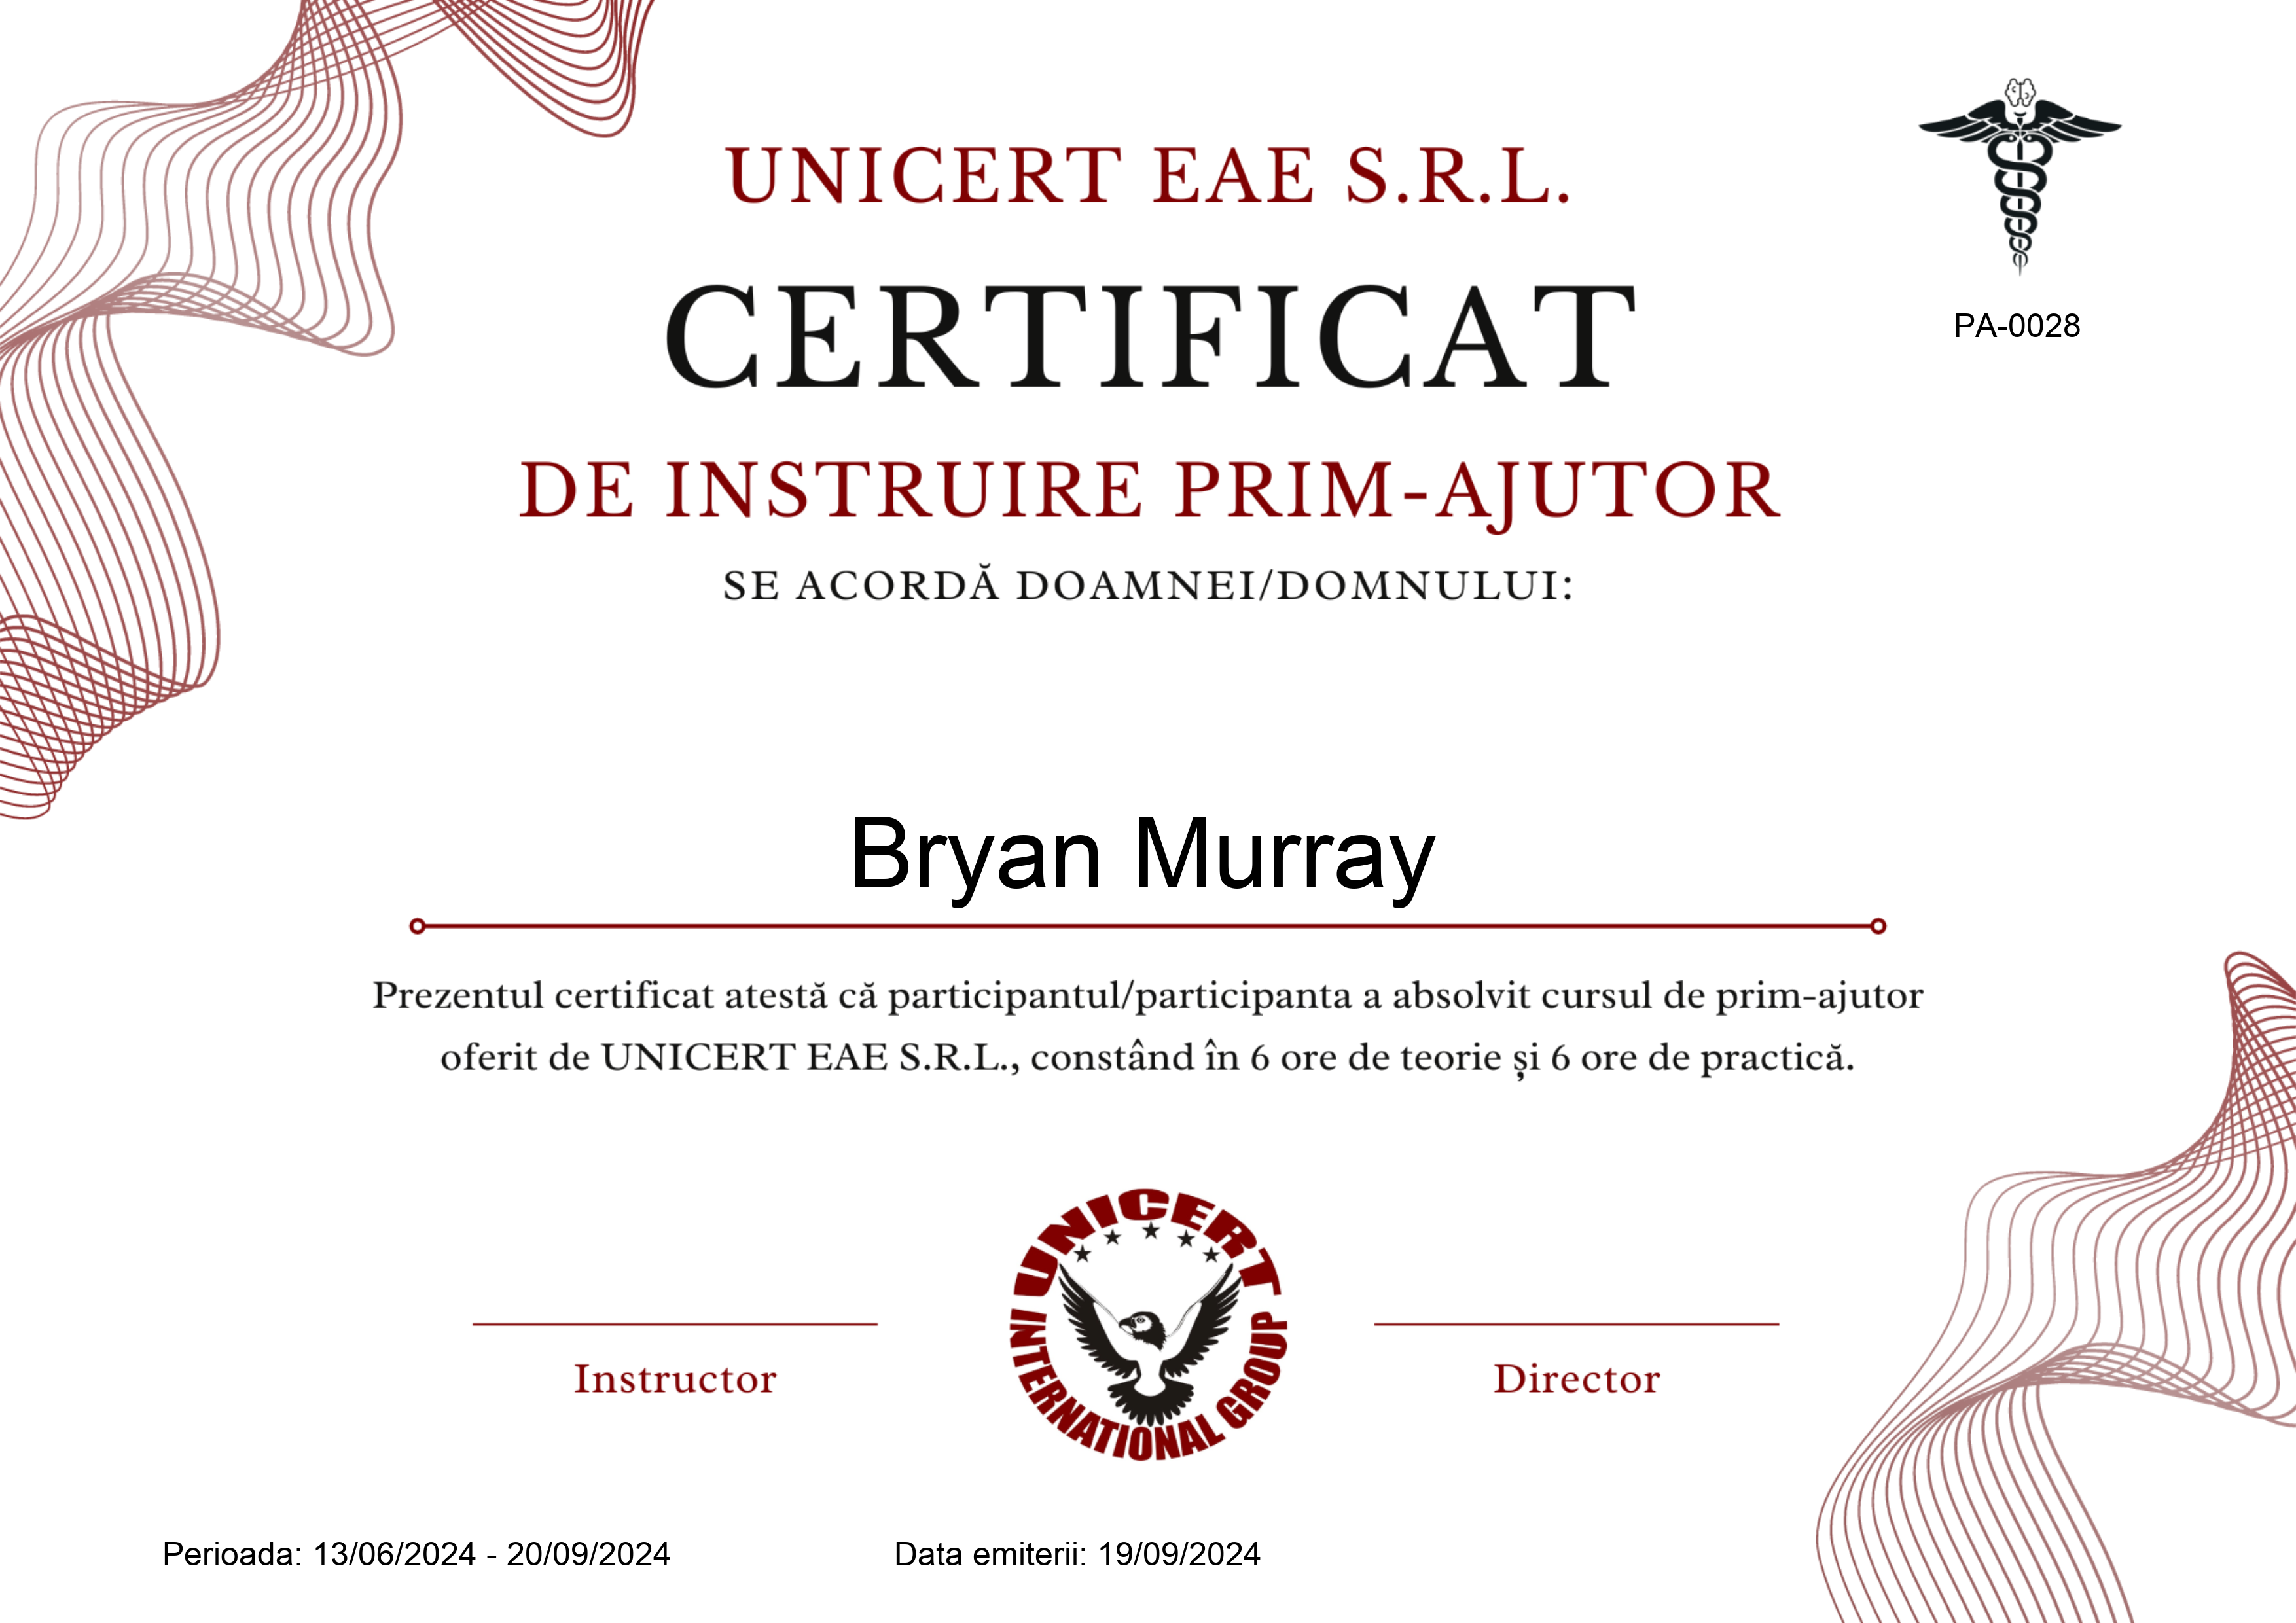 UNICERT EAE S.R.L.
CERTIFICAT
PA-0028
DE INSTRUIRE PRIM-AJUTOR
SE ACORDĂ DOAMNEI/DOMNULUI:
Bryan Murray
Prezentul certificat atestă că participantul/participanta a absolvit cursul de prim-ajutor
oferit de UNICERT EAE S.R.L., constând în 6 ore de teorie și 6 ore de practică.
UNICERT
INTERNATIONAL GROUP
Instructor
Director
Perioada: 13/06/2024 - 20/09/2024
Data emiterii: 19/09/2024